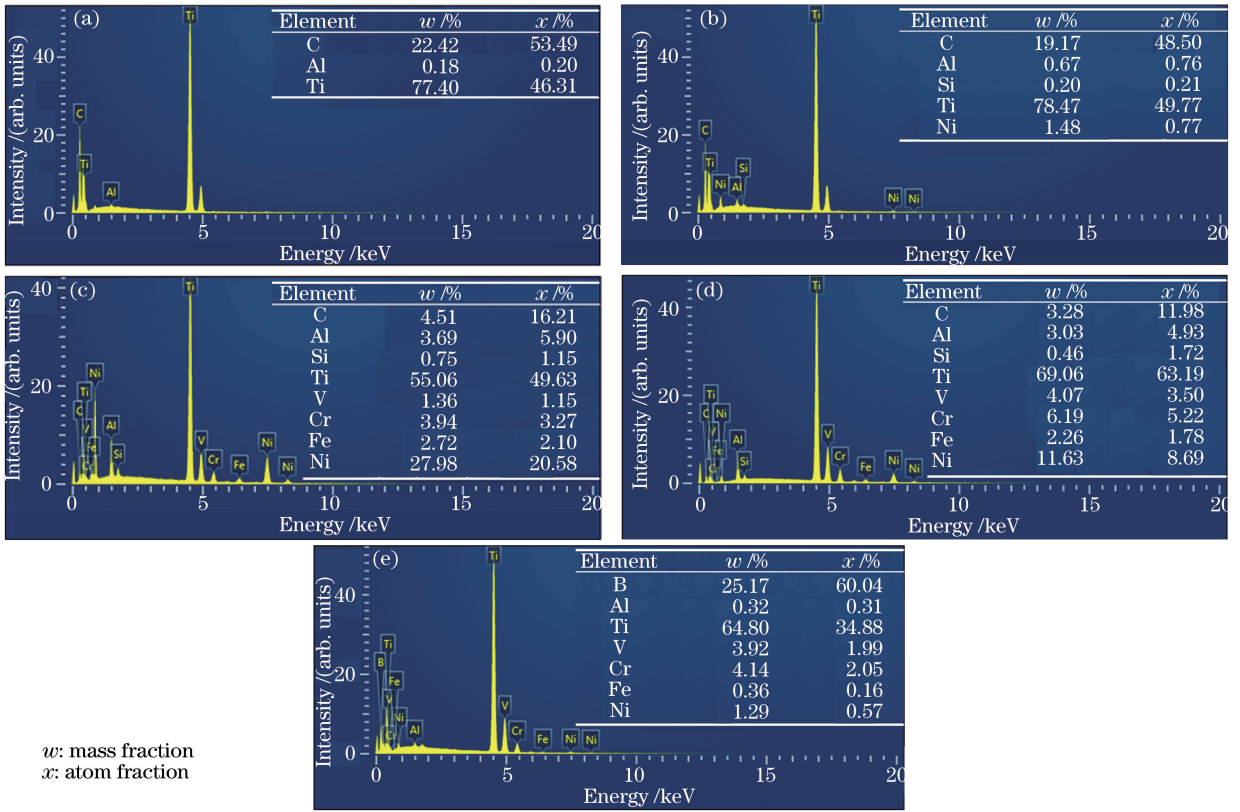 (a)
Element w /% x /%
C 22.42 53.49
Al 0.18 0.20
Ti 77.40 46.31
Intensity /(arb. units)
40
20
0
Ti
C
Ti
Al
0 5 10 15 20
Energy /keV
(b)
Element w /% x /%
C 19.17 48.50
Al 0.67 0.76
Si 0.20 0.21
Ti 78.47 49.77
Ni 1.48 0.77
Intensity /(arb. units)
40
20
0
Ti
C
Ti
Ni
Al
Si
Ni
Ni
0 5 10 15 20
Energy /keV
(c)
Element w /% x /%
C 4.51 16.21
Al 3.69 5.90
Si 0.75 1.15
Ti 55.06 49.63
V 1.36 1.15
Cr 3.94 3.27
Fe 2.72 2.10
Ni 27.98 20.58
Intensity /(arb. units)
40
20
0
Ti
Ni
Ti
C
V
Fe
Al
Si
V
Cr
Fe
Ni
Ni
0 5 10 15 20
Energy /keV
(d)
Element w /% x /%
C 3.28 11.98
Al 3.03 4.93
Si 0.46 1.72
Ti 69.06 63.19
V 4.07 3.50
Cr 6.19 5.22
Fe 2.26 1.78
Ni 11.63 8.69
Intensity /(arb. units)
40
20
0
Ti
Ti
C
Ni
V
Fe
Al
Si
V
Cr
Fe
Ni
Ni
0 5 10 15 20
Energy /keV
(e)
Element w /% x /%
B 25.17 60.04
Al 0.32 0.31
Ti 64.80 34.88
V 3.92 1.99
Cr 4.14 2.05
Fe 0.36 0.16
Ni 1.29 0.57
Intensity /(arb. units)
40
20
0
Ti
Ti
B
Fe
V
Ni
Cr
Al
V
Cr
Fe
Ni
Ni
0 5 10 15 20
Energy /keV
w: mass fraction
x: atom fraction